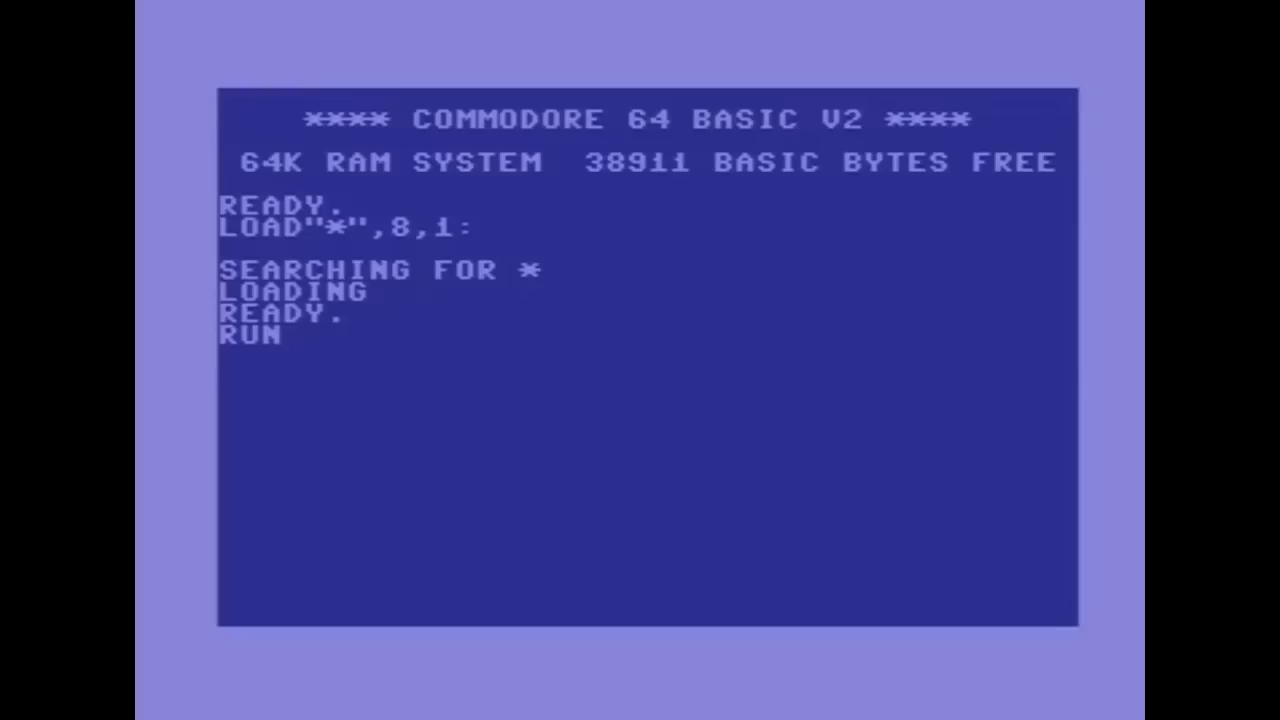 **** COMMODORE 64 BASIC V2 ****
64K RAM SYSTEM  38911 BASIC BYTES FREE
READY.
LOAD"*",8,1:
SEARCHING FOR *
LOADING
READY.
RUN